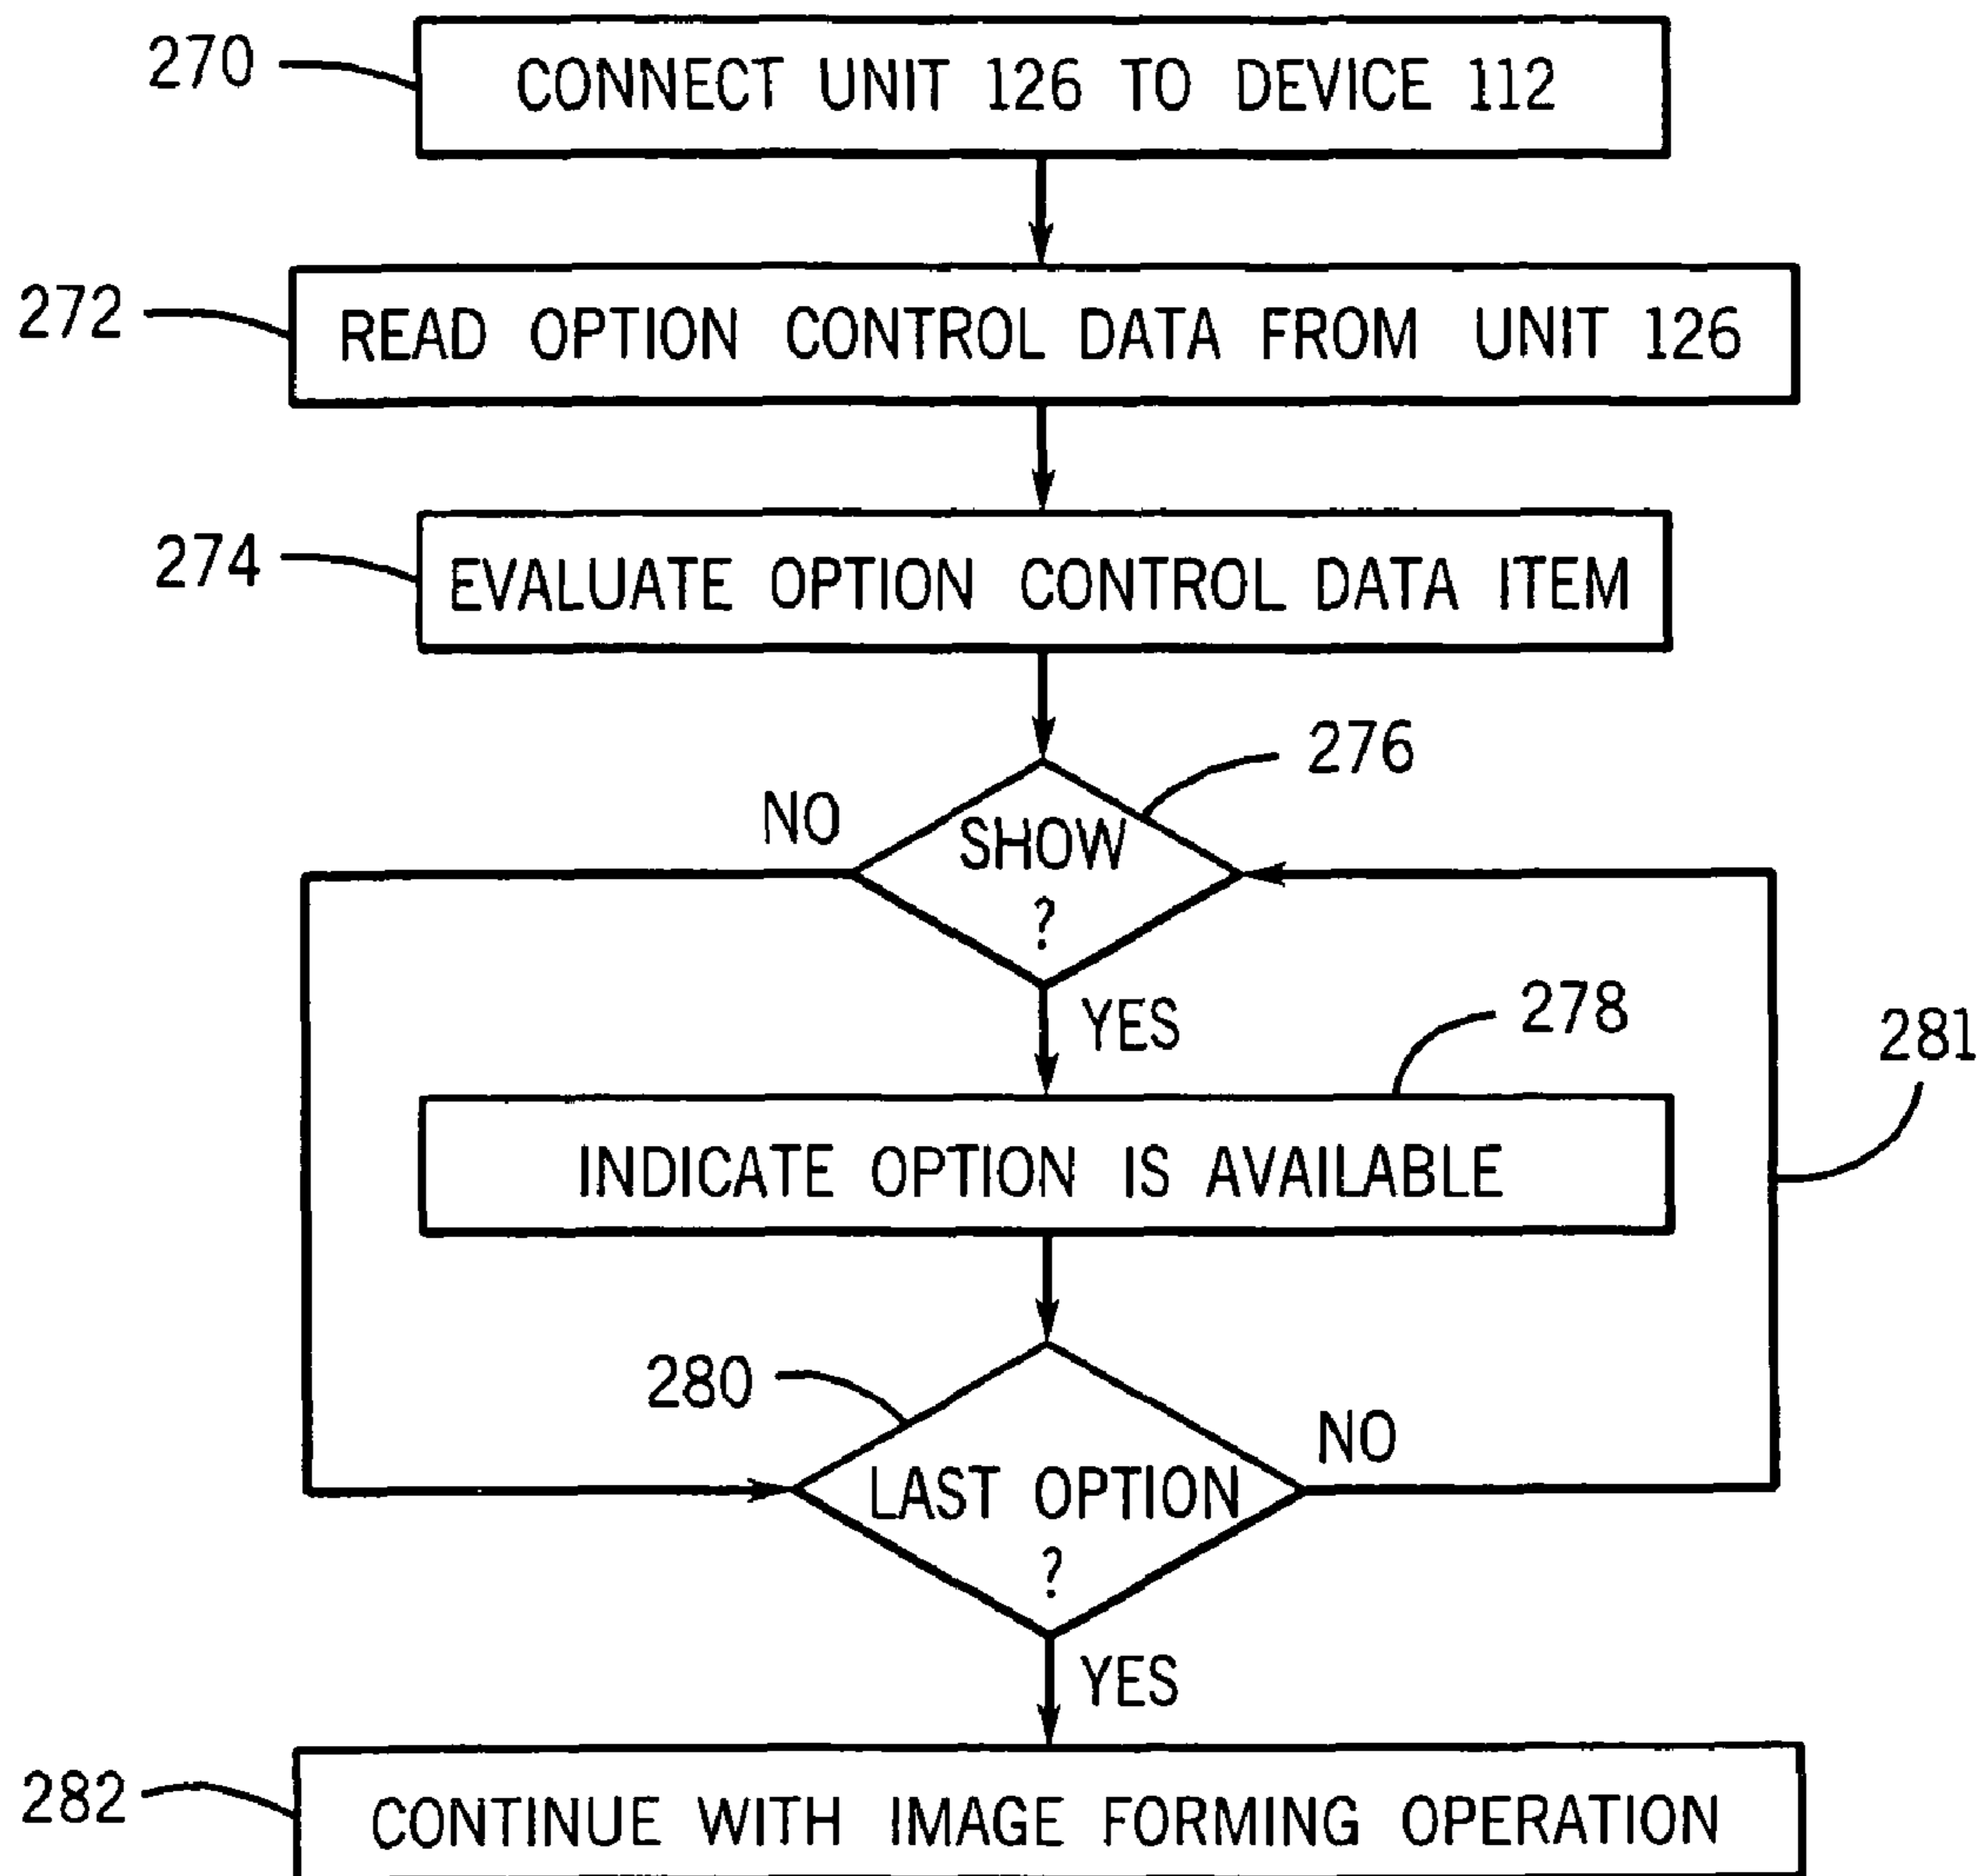 270
CONNECT UNIT 126 TO DEVICE 112
272
READ OPTION CONTROL DATA FROM UNIT 126
274
EVALUATE OPTION CONTROL DATA ITEM
276
NO
SHOW
?
YES
278
281
INDICATE OPTION IS AVAILABLE
280
NO
LAST OPTION
?
YES
282
CONTINUE WITH IMAGE FORMING OPERATION